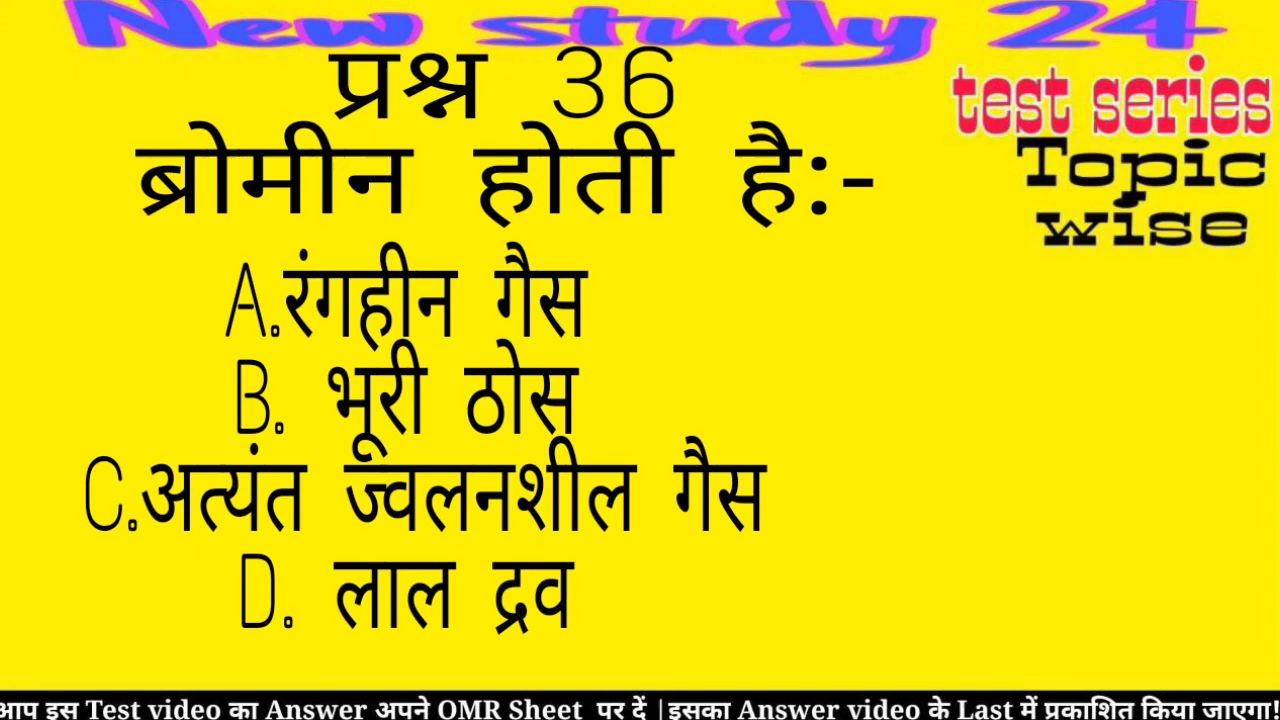 New study 24
test series
Topic
wise
प्रश्न 36
ब्रोमीन होती है:-
A.रंगहीन गैस
B. भूरी ठोस
C.अत्यंत ज्वलनशील गैस
D. लाल द्रव
आप इस Test video का Answer अपने OMR Sheet पर दें |इसका Answer video के Last में प्रकाशित किया जाएगा!